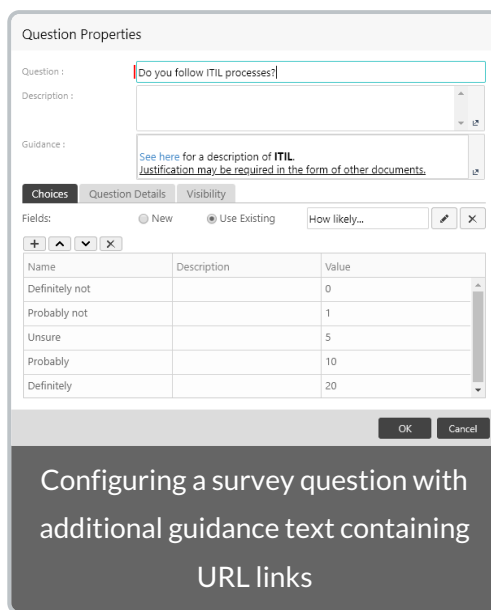 Question Properties
Question : Do you follow ITIL processes?
Description :
Guidance : See here for a description of ITIL.
Justification may be required in the form of other documents.
Choices Question Details Visibility
Fields: New Use Existing How likely...
Name Description Value
Definitely not 0
Probably not 1
Unsure 5
Probably 10
Definitely 20
OK Cancel
Configuring a survey question with
additional guidance text containing
URL links